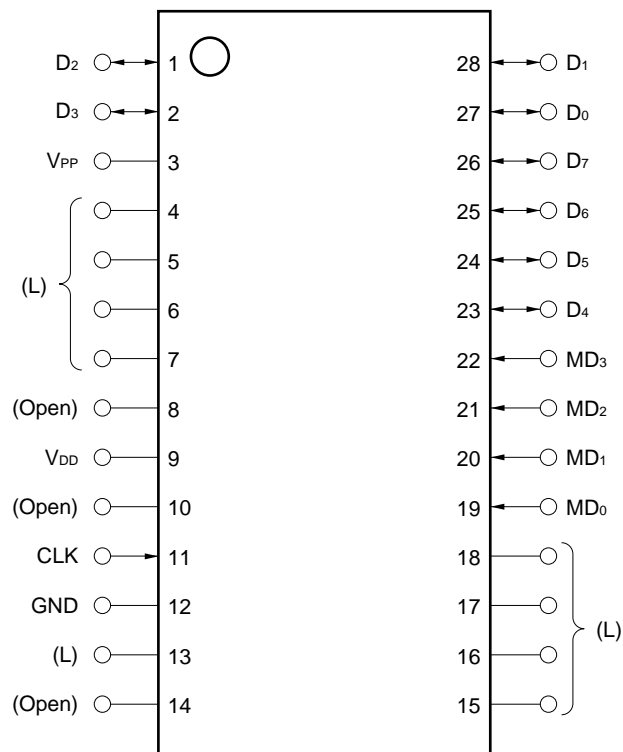 D2 1 28 D1
D3 2 27 D0
VPP 3 26 D7
4 25 D6
5 24 D5
(L)
6 23 D4
7 22 MD3
(Open) 8 21 MD2
VDD 9 20 MD1
(Open) 10 19 MD0
CLK 11 18
GND 12 17
(L)
(L) 13 16
(Open) 14 15